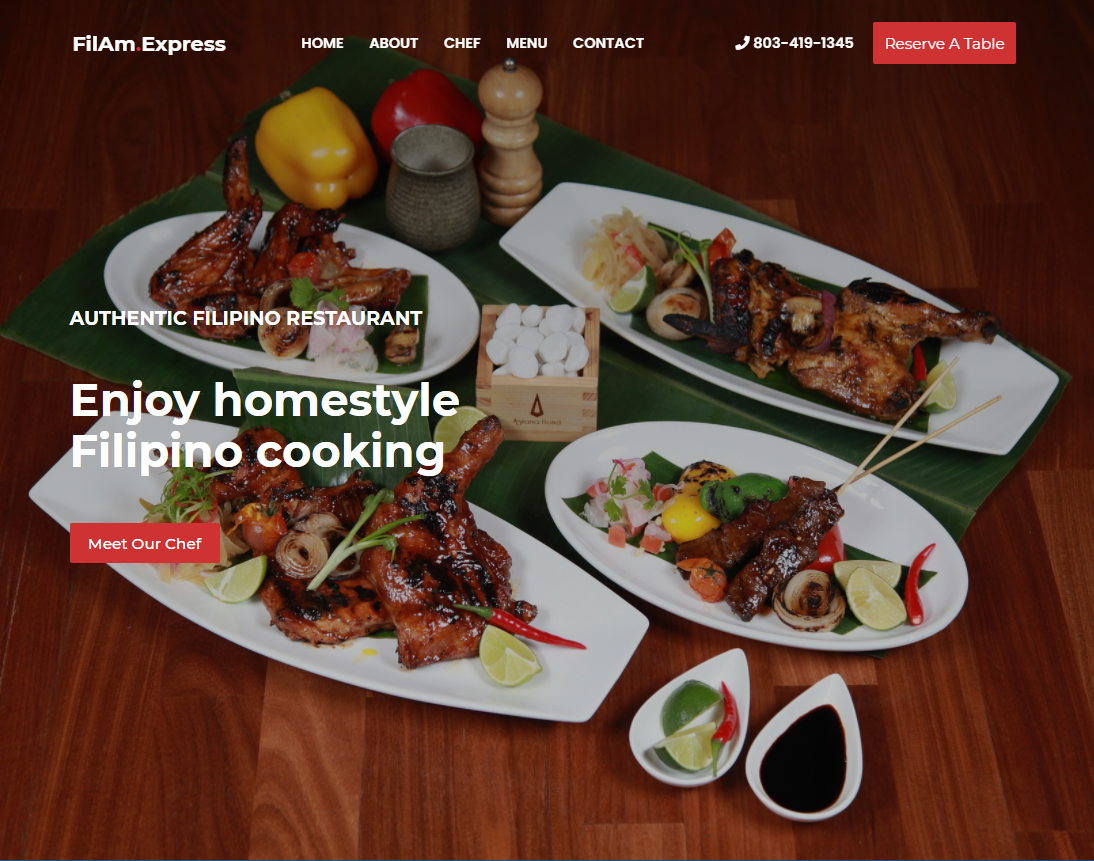 FilAm.Express
HOME ABOUT CHEF MENU CONTACT
803-419-1345
Reserve A Table
AUTHENTIC FILIPINO RESTAURANT
Enjoy homestyle
Filipino cooking
Meet Our Chef